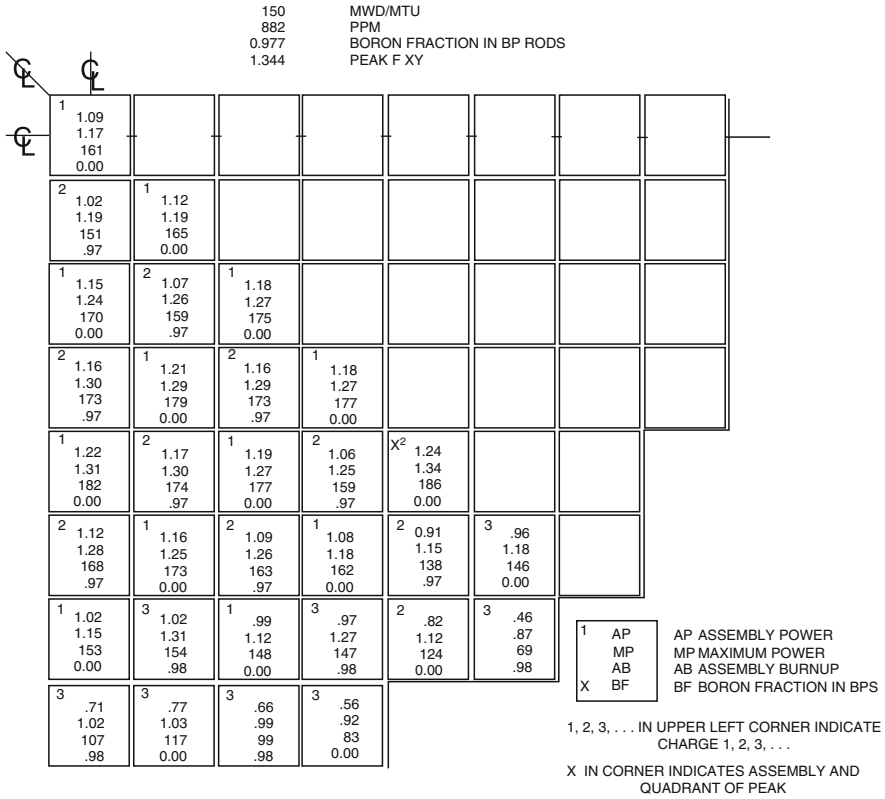 150 MWD/MTU
882 PPM
0.977 BORON FRACTION IN BP RODS
1.344 PEAK F XY
℄ ℄
℄
1
1.09
1.17
161
0.00
2 1
1.02 1.12
1.19 1.19
151 165
.97 0.00
1 2 1
1.15 1.07 1.18
1.24 1.26 1.27
170 159 175
0.00 .97 0.00
2 1 2 1
1.16 1.21 1.16 1.18
1.30 1.29 1.29 1.27
173 179 173 177
.97 0.00 .97 0.00
1 2 1 2 X2
1.22 1.17 1.19 1.06 1.24
1.31 1.30 1.27 1.25 1.34
182 174 177 159 186
0.00 .97 0.00 .97 0.00
2 1 2 1 2 3
1.12 1.16 1.09 1.08 0.91 .96
1.28 1.25 1.26 1.18 1.15 1.18
168 173 163 162 138 146
.97 0.00 .97 0.00 .97 0.00
1 3 1 3 2 3
1.02 1.02 .99 .97 .82 .46
1.15 1.31 1.12 1.27 1.12 .87
153 154 148 147 124 69
0.00 .98 0.00 .98 0.00 .98
3 3 3 3
.71 .77 .66 .56
1.02 1.03 .99 .92
107 117 99 83
.98 0.00 .98 0.00
1 AP AP ASSEMBLY POWER
MP MP MAXIMUM POWER
AB AB ASSEMBLY BURNUP
X BF BF BORON FRACTION IN BPS
1, 2, 3, . . . IN UPPER LEFT CORNER INDICATE
CHARGE 1, 2, 3, . . .
X IN CORNER INDICATES ASSEMBLY AND
QUADRANT OF PEAK